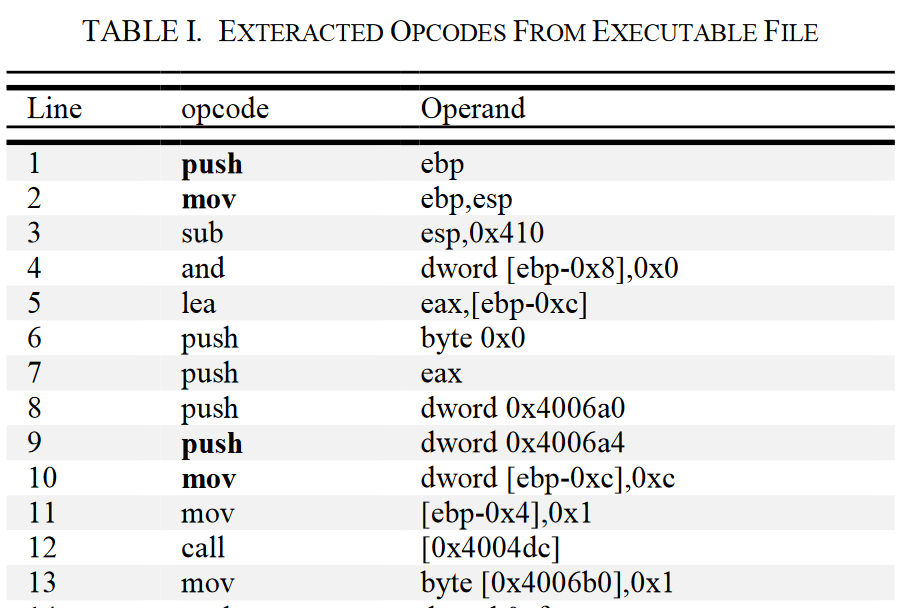 TABLE I. EXTERACTED OPCODES FROM EXECUTABLE FILE
Line opcode Operand
1 push ebp
2 mov ebp,esp
3 sub esp,0x410
4 and dword [ebp-0x8],0x0
5 lea eax,[ebp-0xc]
6 push byte 0x0
7 push eax
8 push dword 0x4006a0
9 push dword 0x4006a4
10 mov dword [ebp-0xc],0xc
11 mov [ebp-0x4],0x1
12 call [0x4004dc]
13 mov byte [0x4006b0],0x1